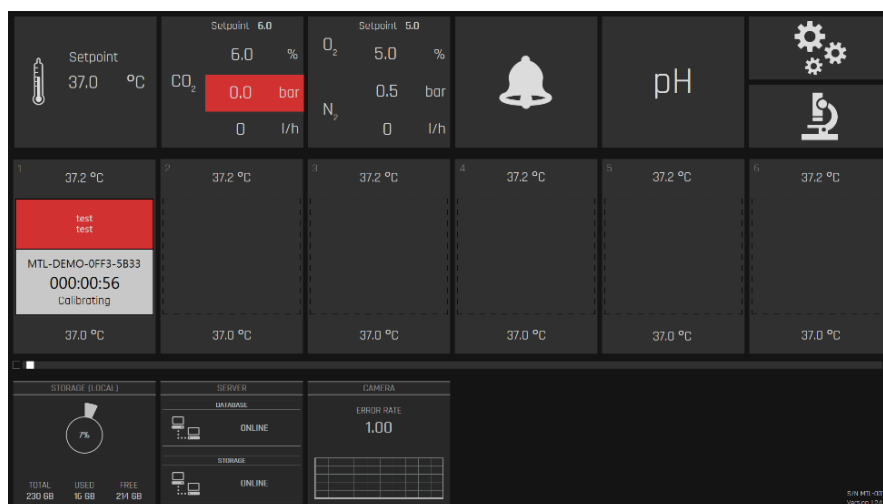 Setpoint
37.0 °C
Setpoint 6.0
CO2
6.0 %
0.0 bar
0 l/h
Setpoint 5.0
O2
5.0 %
N2
0.5 bar
0 l/h
pH
1
37.2 °C
2
37.2 °C
3
37.2 °C
4
37.2 °C
5
37.2 °C
6
37.2 °C
test
test
MTL-DEMO-0FF3-5B33
000:00:56
Calibrating
37.0 °C
37.0 °C
37.0 °C
37.0 °C
37.0 °C
37.0 °C
STORAGE (LOCAL)
7%
TOTAL USED FREE
230 GB 16 GB 214 GB
SERVER
DATABASE
ONLINE
STORAGE
ONLINE
CAMERA
ERROR RATE
1.00